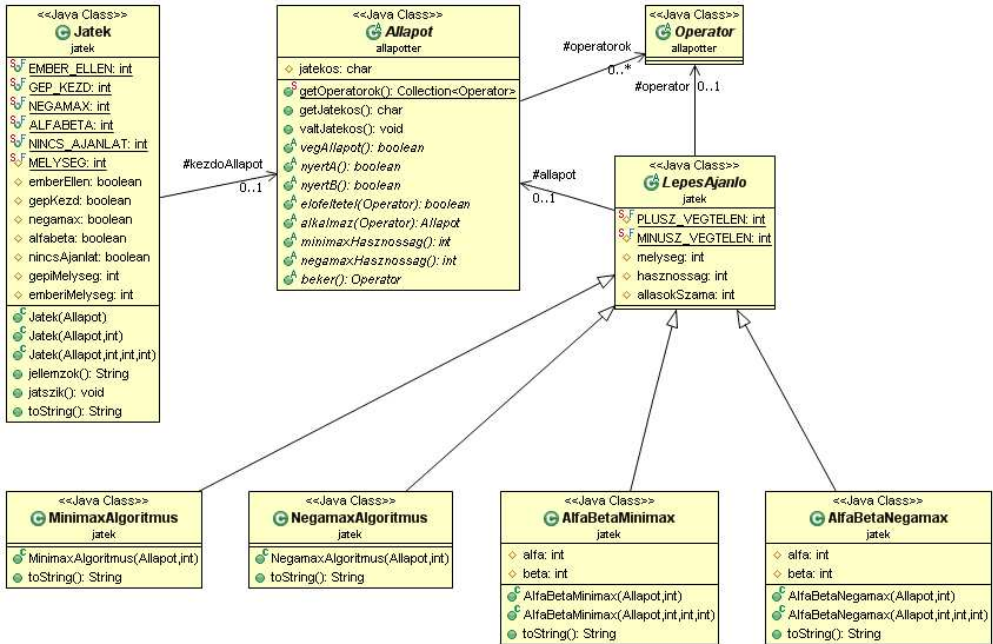 <<Java Class>>
Jatek
jatek
EMBER_ELLEN: int
GEP_KEZD: int
NEGAMAX: int
ALFABETA: int
NINCS_AJANLAT: int
MELYSEG: int
emberEllen: boolean
gepKezd: boolean
negamax: boolean
alfabeta: boolean
nincsAjanlat: boolean
gepiMelyseg: int
emberiMelyseg: int
Jatek(Allapot)
Jatek(Allapot,int)
Jatek(Allapot,int,int,int)
jellemzok(): String
jatszik(): void
toString(): String
#kezdoAllapot
0..1
<<Java Class>>
Allapot
allapotter
jatekos: char
getOperatorok(): Collection<Operator>
getJatekos(): char
valtJatekos(): void
vegAllapot(): boolean
nyertA(): boolean
nyertB(): boolean
elofeltetel(Operator): boolean
alkalmaz(Operator): Allapot
minimaxHasznossag(): int
negamaxHasznossag(): int
beker(): Operator
#operatorok
0..*
<<Java Class>>
Operator
allapotter
#operator
0..1
#allapot
0..1
<<Java Class>>
LepesAjanlo
jatek
PLUSZ_VEGTELEN: int
MINUSZ_VEGTELEN: int
melyseg: int
hasznossag: int
allasokSzama: int
<<Java Class>>
MinimaxAlgoritmus
jatek
MinimaxAlgoritmus(Allapot,int)
toString(): String
<<Java Class>>
NegamaxAlgoritmus
jatek
NegamaxAlgoritmus(Allapot,int)
toString(): String
<<Java Class>>
AlfaBetaMinimax
jatek
alfa: int
beta: int
AlfaBetaMinimax(Allapot,int)
AlfaBetaMinimax(Allapot,int,int,int)
toString(): String
<<Java Class>>
AlfaBetaNegamax
jatek
alfa: int
beta: int
AlfaBetaNegamax(Allapot,int)
AlfaBetaNegamax(Allapot,int,int,int)
toString(): String